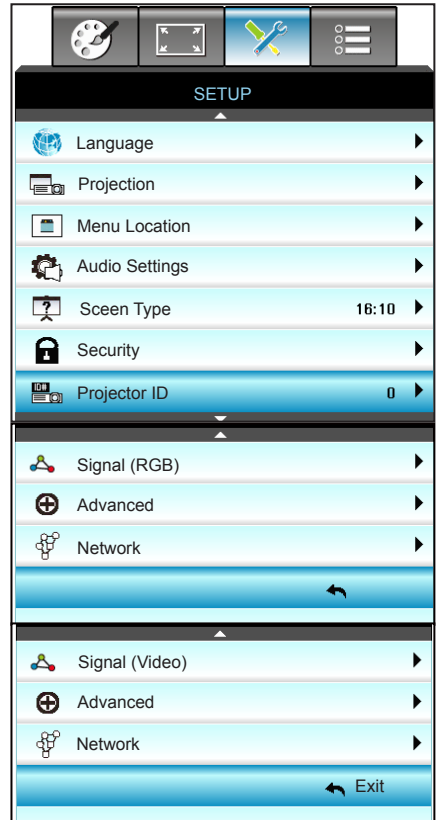 SETUP
Language
Projection
Menu Location
Audio Settings
Sceen Type 16:10
Security
Projector ID 0
Signal (RGB)
Advanced
Network
Signal (Video)
Advanced
Network
Exit